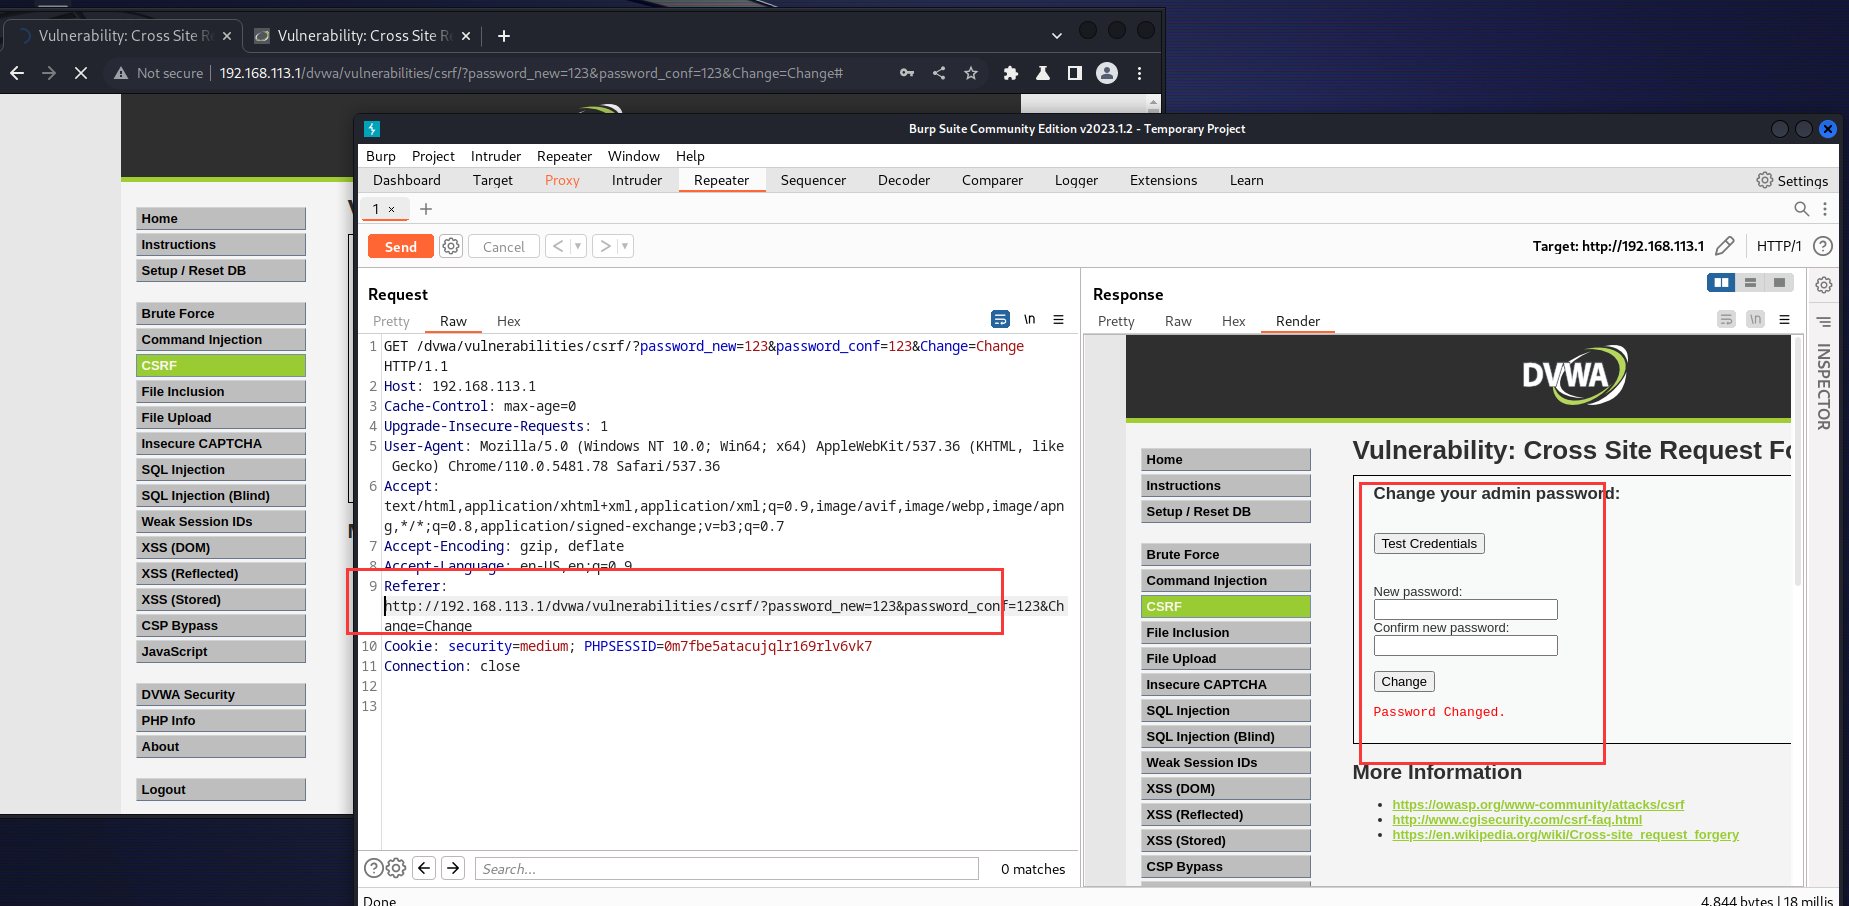 Vulnerability: Cross Site Re
Vulnerability: Cross Site Re
Not secure
192.168.113.1/dvwa/vulnerabilities/csrf/?password_new=123&password_conf=123&Change=Change#
Home
Instructions
Setup / Reset DB
Brute Force
Command Injection
CSRF
File Inclusion
File Upload
Insecure CAPTCHA
SQL Injection
SQL Injection (Blind)
Weak Session IDs
XSS (DOM)
XSS (Reflected)
XSS (Stored)
CSP Bypass
JavaScript
DVWA Security
PHP Info
About
Logout
Burp Suite Community Edition v2023.1.2 - Temporary Project
Burp Project Intruder Repeater Window Help
Dashboard Target Proxy Intruder Repeater Sequencer Decoder Comparer Logger Extensions Learn
Settings
1 × +
Send Cancel < >
Target: http://192.168.113.1
HTTP/1 ?
Request
Pretty Raw Hex
\n
1 GET /dvwa/vulnerabilities/csrf/?password_new=123&password_conf=123&Change=Change
HTTP/1.1
2 Host: 192.168.113.1
3 Cache-Control: max-age=0
4 Upgrade-Insecure-Requests: 1
5 User-Agent: Mozilla/5.0 (Windows NT 10.0; Win64; x64) AppleWebKit/537.36 (KHTML, like
Gecko) Chrome/110.0.5481.78 Safari/537.36
6 Accept:
text/html,application/xhtml+xml,application/xml;q=0.9,image/avif,image/webp,image/apn
g,*/*;q=0.8,application/signed-exchange;v=b3;q=0.7
7 Accept-Encoding: gzip, deflate
8 Accept-Language: en-US,en;q=0.9
9 Referer:
http://192.168.113.1/dvwa/vulnerabilities/csrf/?password_new=123&password_conf=123&Ch
ange=Change
10 Cookie: security=medium; PHPSESSID=0m7fbe5atacujqlr169rlv6vk7
11 Connection: close
12
13
Search...
0 matches
Done
Response
Pretty Raw Hex Render
\n
INSPECTOR
DVWA
Home
Instructions
Setup / Reset DB
Brute Force
Command Injection
CSRF
File Inclusion
File Upload
Insecure CAPTCHA
SQL Injection
SQL Injection (Blind)
Weak Session IDs
XSS (DOM)
XSS (Reflected)
XSS (Stored)
CSP Bypass
Vulnerability: Cross Site Request Fo
Change your admin password:
Test Credentials
New password:
Confirm new password:
Change
Password Changed.
More Information
https://owasp.org/www-community/attacks/csrf
http://www.cgisecurity.com/csrf-faq.html
https://en.wikipedia.org/wiki/Cross-site_request_forgery
4,844 bytes | 18 millis